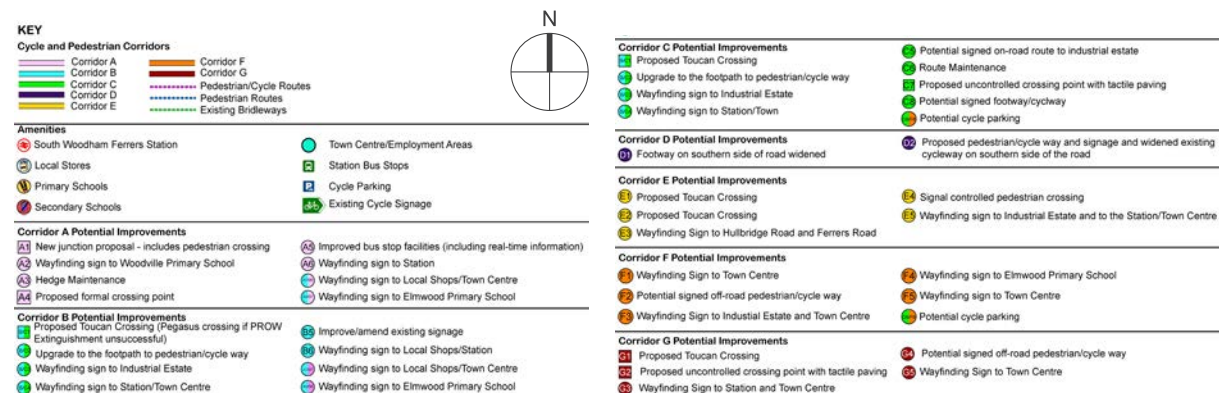 N
KEY
Cycle and Pedestrian Corridors
Corridor A
Corridor B
Corridor C
Corridor D
Corridor E
Corridor F
Corridor G
Pedestrian/Cycle Routes
Pedestrian Routes
Existing Bridleways
Amenities
South Woodham Ferrers Station
Local Stores
Primary Schools
Secondary Schools
Town Centre/Employment Areas
Station Bus Stops
P Cycle Parking
Existing Cycle Signage
Corridor A Potential Improvements
A1 New junction proposal - includes pedestrian crossing
A2 Wayfinding sign to Woodville Primary School
A3 Hedge Maintenance
A4 Proposed formal crossing point
A5 Improved bus stop facilities (including real-time information)
A6 Wayfinding sign to Station
Wayfinding sign to Local Shops/Town Centre
Wayfinding sign to Elmwood Primary School
Corridor B Potential Improvements
Proposed Toucan Crossing (Pegasus crossing if PROW
Extinguishment unsuccessful)
Upgrade to the footpath to pedestrian/cycle way
Wayfinding sign to Industrial Estate
Wayfinding sign to Station/Town Centre
B5 Improve/amend existing signage
B6 Wayfinding sign to Local Shops/Station
Wayfinding sign to Local Shops/Town Centre
Wayfinding sign to Elmwood Primary School
Corridor C Potential Improvements
Proposed Toucan Crossing
Upgrade to the footpath to pedestrian/cycle way
Wayfinding sign to Industrial Estate
Wayfinding sign to Station/Town
C5 Potential signed on-road route to industrial estate
C6 Route Maintenance
C7 Proposed uncontrolled crossing point with tactile paving
C8 Potential signed footway/cyclway
Potential cycle parking
Corridor D Potential Improvements
D1 Footway on southern side of road widened
D2 Proposed pedestrian/cycle way and signage and widened existing
cycleway on southern side of the road
Corridor E Potential Improvements
E1 Proposed Toucan Crossing
E2 Proposed Toucan Crossing
E3 Wayfinding Sign to Hullbridge Road and Ferrers Road
E4 Signal controlled pedestrian crossing
E5 Wayfinding sign to Industrial Estate and to the Station/Town Centre
Corridor F Potential Improvements
F1 Wayfinding Sign to Town Centre
F2 Potential signed off-road pedestrian/cycle way
F3 Wayfinding Sign to Industial Estate and Town Centre
F4 Wayfinding sign to Elmwood Primary School
F5 Wayfinding sign to Town Centre
Potential cycle parking
Corridor G Potential Improvements
G1 Proposed Toucan Crossing
G2 Proposed uncontrolled crossing point with tactile paving
G3 Wayfinding Sign to Station and Town Centre
G4 Potential signed off-road pedestrian/cycle way
G5 Wayfinding Sign to Town Centre